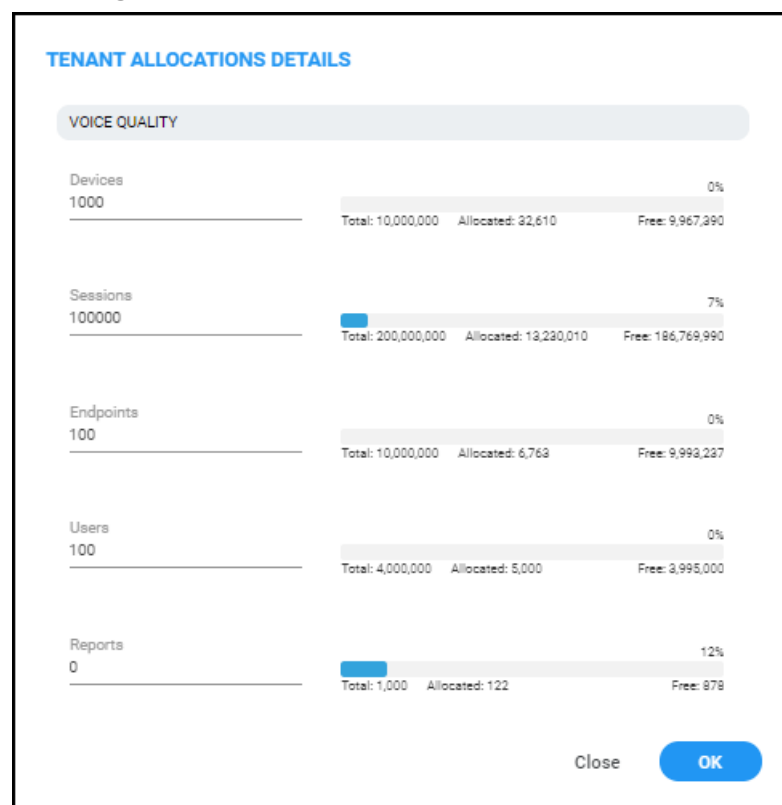 TENANT ALLOCATIONS DETAILS
VOICE QUALITY
Devices
1000
0%
Total: 10,000,000 Allocated: 32,610 Free: 9,967,390
Sessions
100000
7%
Total: 200,000,000 Allocated: 13,230,010 Free: 186,769,990
Endpoints
100
0%
Total: 10,000,000 Allocated: 6,763 Free: 9,993,237
Users
100
0%
Total: 4,000,000 Allocated: 5,000 Free: 3,995,000
Reports
0
12%
Total: 1,000 Allocated: 122 Free: 878
Close OK